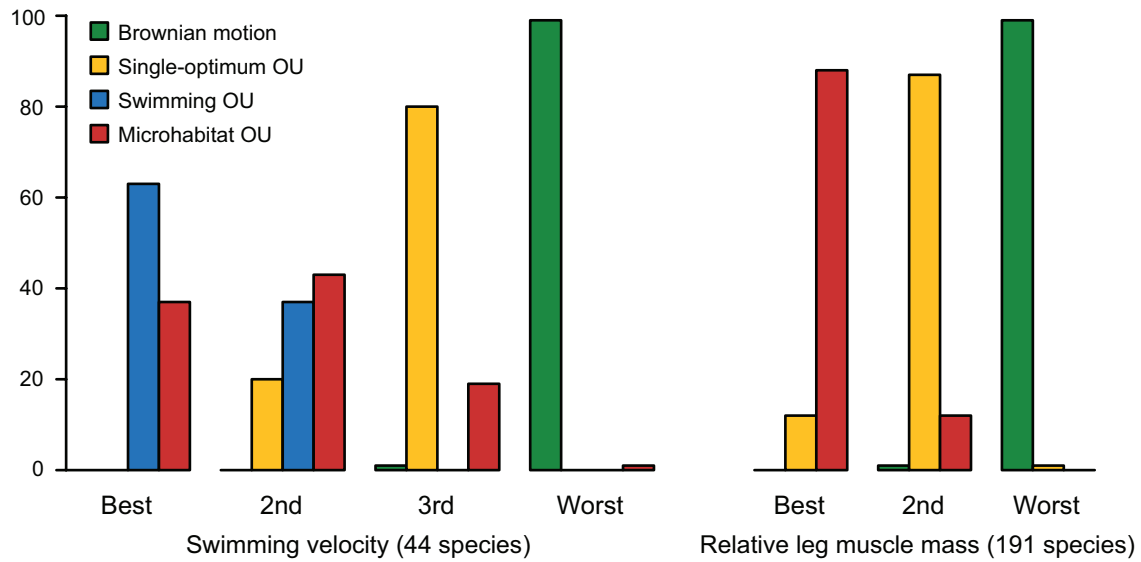 100
80
60
40
20
0
Brownian motion
Single-optimum OU
Swimming OU
Microhabitat OU
Best 2nd 3rd Worst
Swimming velocity (44 species)
Best 2nd Worst
Relative leg muscle mass (191 species)